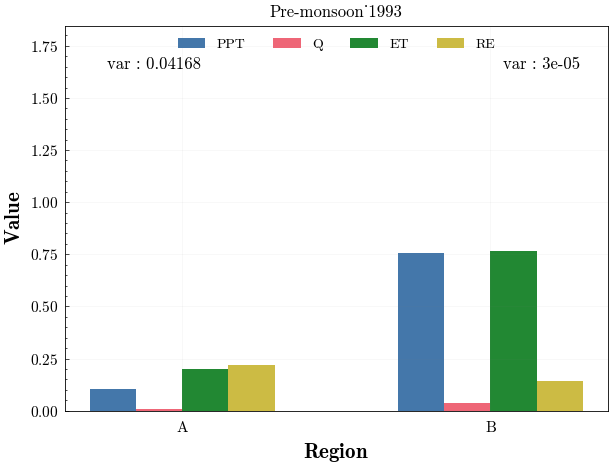 Pre-monsoon˙1993
PPT Q ET RE
var : 0.04168 var : 3e-05
1.75
1.50
1.25
1.00
0.75
0.50
0.25
0.00
Value
A B
Region